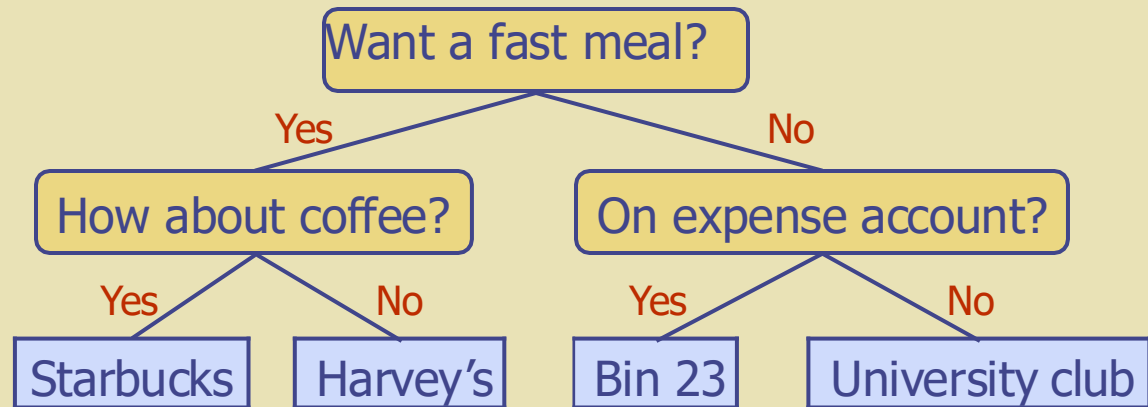 Want a fast meal?
Yes
No
How about coffee?
On expense account?
Yes
No
Yes
No
Starbucks
Harvey’s
Bin 23
University club